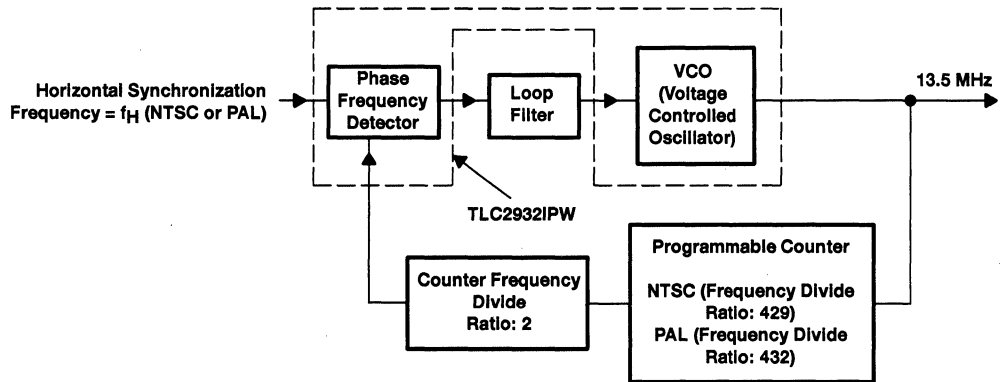 Horizontal Synchronization
Frequency = fH (NTSC or PAL)
Phase
Frequency
Detector
Loop
Filter
VCO
(Voltage
Controlled
Oscillator)
13.5 MHz
TLC2932IPW
Counter Frequency
Divide
Ratio: 2
Programmable Counter
NTSC (Frequency Divide
Ratio: 429)
PAL (Frequency Divide
Ratio: 432)